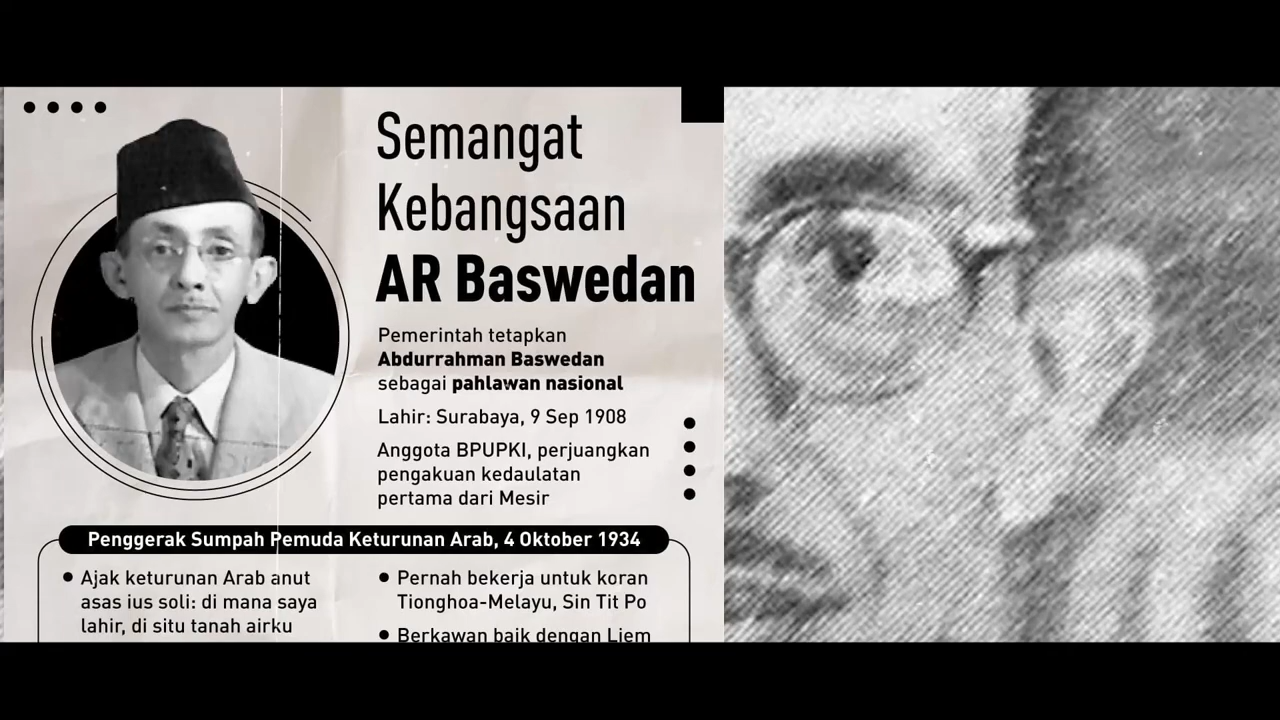 Semangat
Kebangsaan
AR Baswedan
Pemerintah tetapkan
Abdurrahman Baswedan
sebagai pahlawan nasional
Lahir: Surabaya, 9 Sep 1908
Anggota BPUPKI, perjuangkan
pengakuan kedaulatan
pertama dari Mesir
Penggerak Sumpah Pemuda Keturunan Arab, 4 Oktober 1934
Ajak keturunan Arab anut
asas ius soli: di mana saya
lahir, di situ tanah airku
Pernah bekerja untuk koran
Tionghoa-Melayu, Sin Tit Po
Berkawan baik dengan Liem